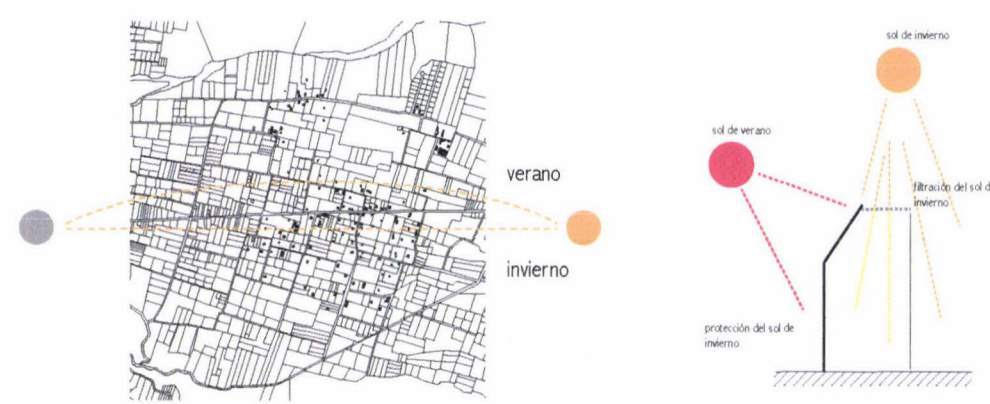 verano
invierno
sol de invierno
sol de verano
filtración del sol d
invierno
protección del sol de
invierno